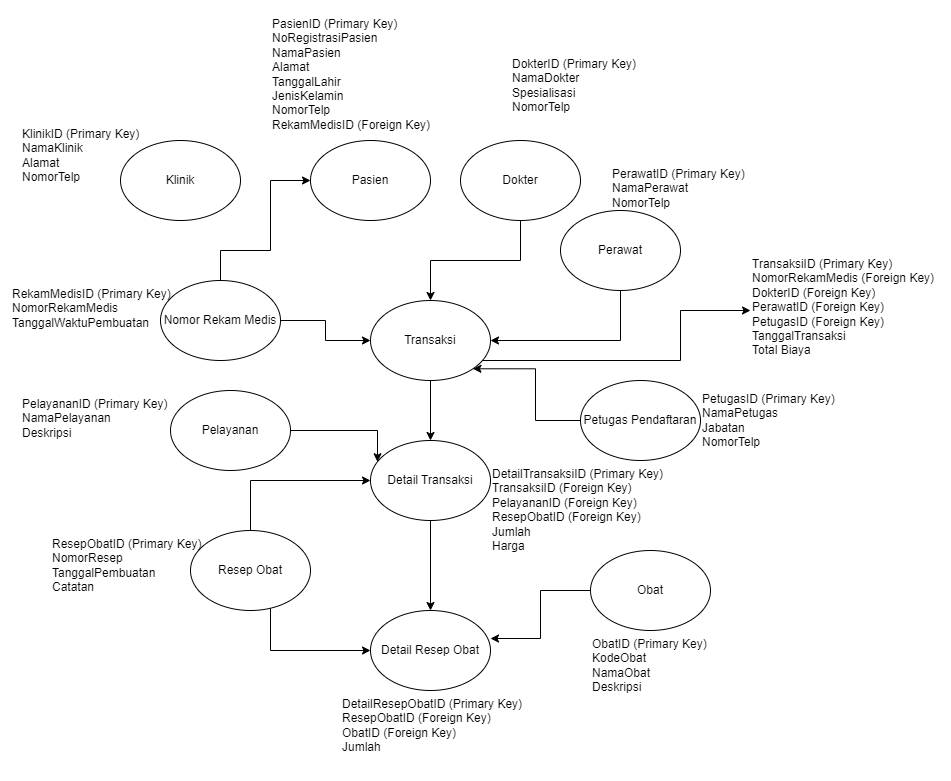 PasienID (Primary Key)
NoRegistrasiPasien
NamaPasien
Alamat
TanggalLahir
JenisKelamin
NomorTelp
RekamMedisID (Foreign Key)
DokterID (Primary Key)
NamaDokter
Spesialisasi
NomorTelp
KlinikID (Primary Key)
NamaKlinik
Alamat
NomorTelp
Klinik
Pasien
Dokter
PerawatID (Primary Key)
NamaPerawat
NomorTelp
Perawat
RekamMedisID (Primary Key)
NomorRekamMedis
TanggalWaktuPembuatan
Nomor Rekam Medis
Transaksi
TransaksiID (Primary Key)
NomorRekamMedis (Foreign Key)
DokterID (Foreign Key)
PerawatID (Foreign Key)
PetugasID (Foreign Key)
TanggalTransaksi
Total Biaya
PelayananID (Primary Key)
NamaPelayanan
Deskripsi
Pelayanan
Petugas Pendaftaran
PetugasID (Primary Key)
NamaPetugas
Jabatan
NomorTelp
Detail Transaksi
DetailTransaksiID (Primary Key)
TransaksiID (Foreign Key)
PelayananID (Foreign Key)
ResepObatID (Foreign Key)
Jumlah
Harga
ResepObatID (Primary Key)
NomorResep
TanggalPembuatan
Catatan
Resep Obat
Obat
ObatID (Primary Key)
KodeObat
NamaObat
Deskripsi
Detail Resep Obat
DetailResepObatID (Primary Key)
ResepObatID (Foreign Key)
ObatID (Foreign Key)
Jumlah